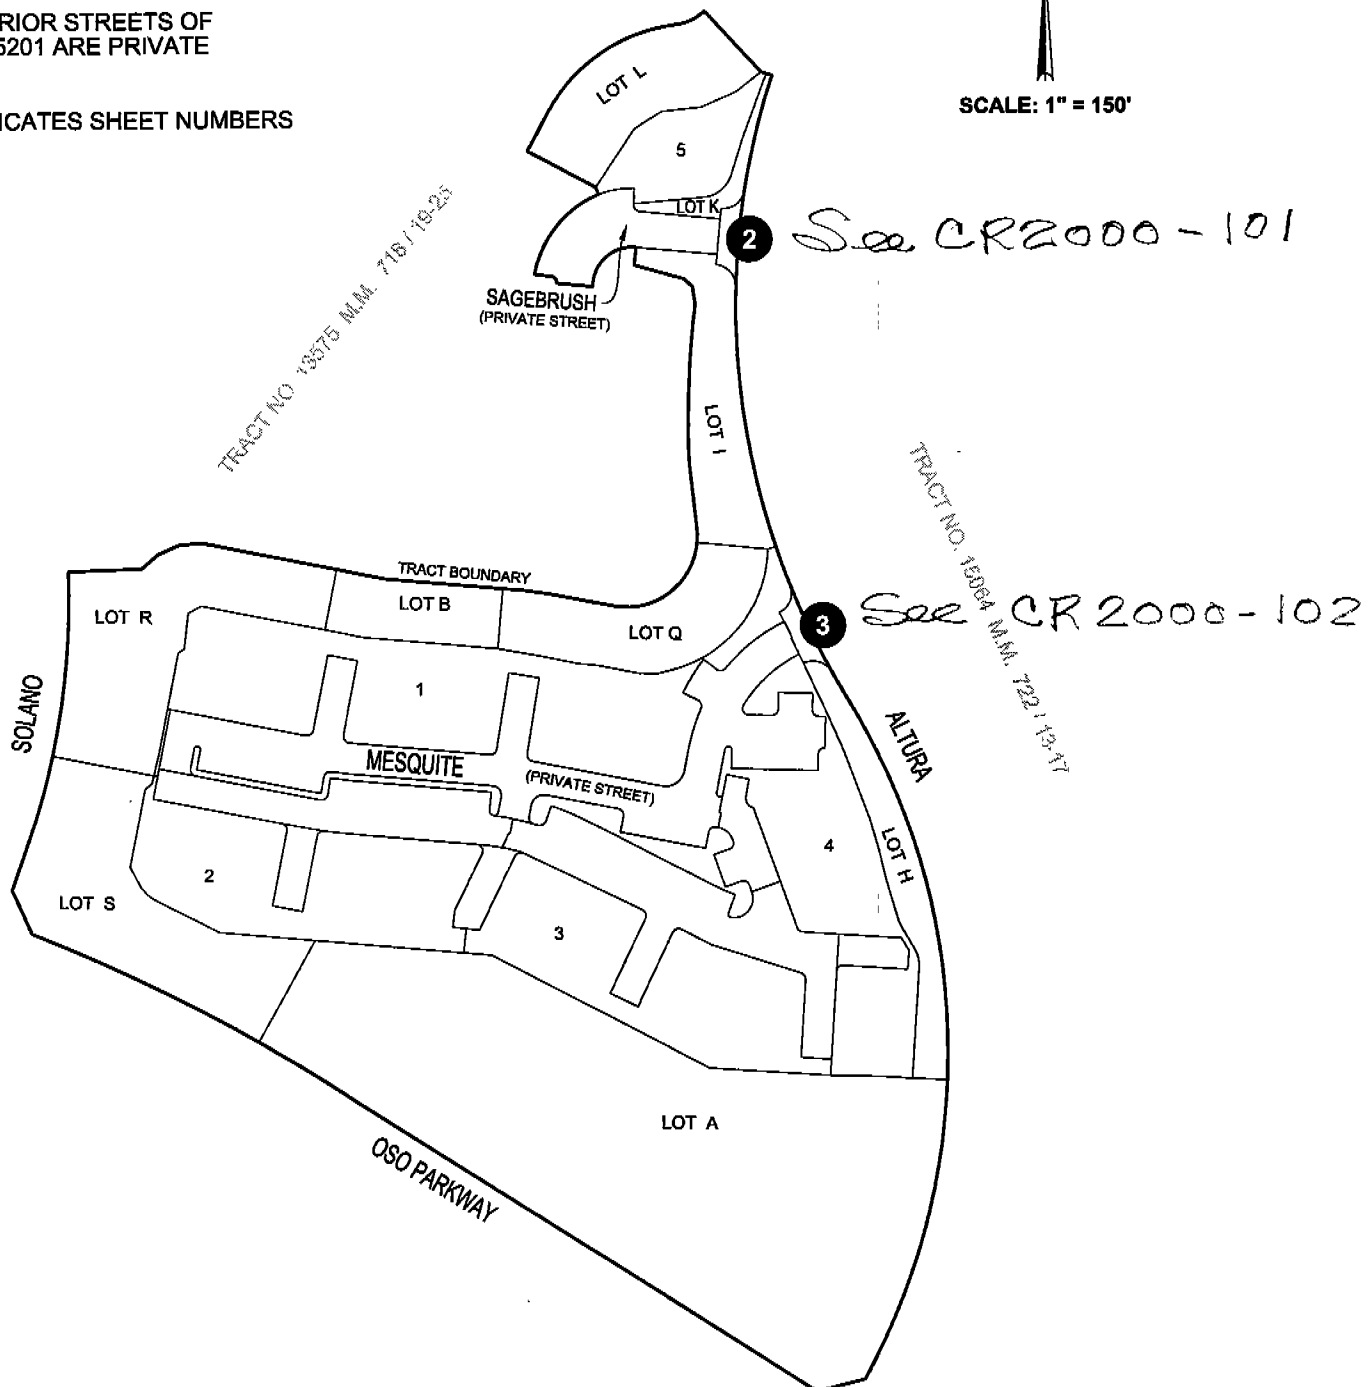 RIOR STREETS OF
5201 ARE PRIVATE
ICATES SHEET NUMBERS
SCALE: 1" = 150'
LOT L
5
LOT K
2 See CR2000-101
SAGEBRUSH
(PRIVATE STREET)
TRACT NO. 13575 M.M. 718 / 19-25
LOT I
TRACT NO. 15064 M.M. 722 / 13-17
TRACT BOUNDARY
LOT R
LOT B
LOT Q
3 See CR2000-102
SOLANO
1
MESQUITE
(PRIVATE STREET)
ALTURA
4
LOT H
2
LOT S
3
LOT A
OSO PARKWAY